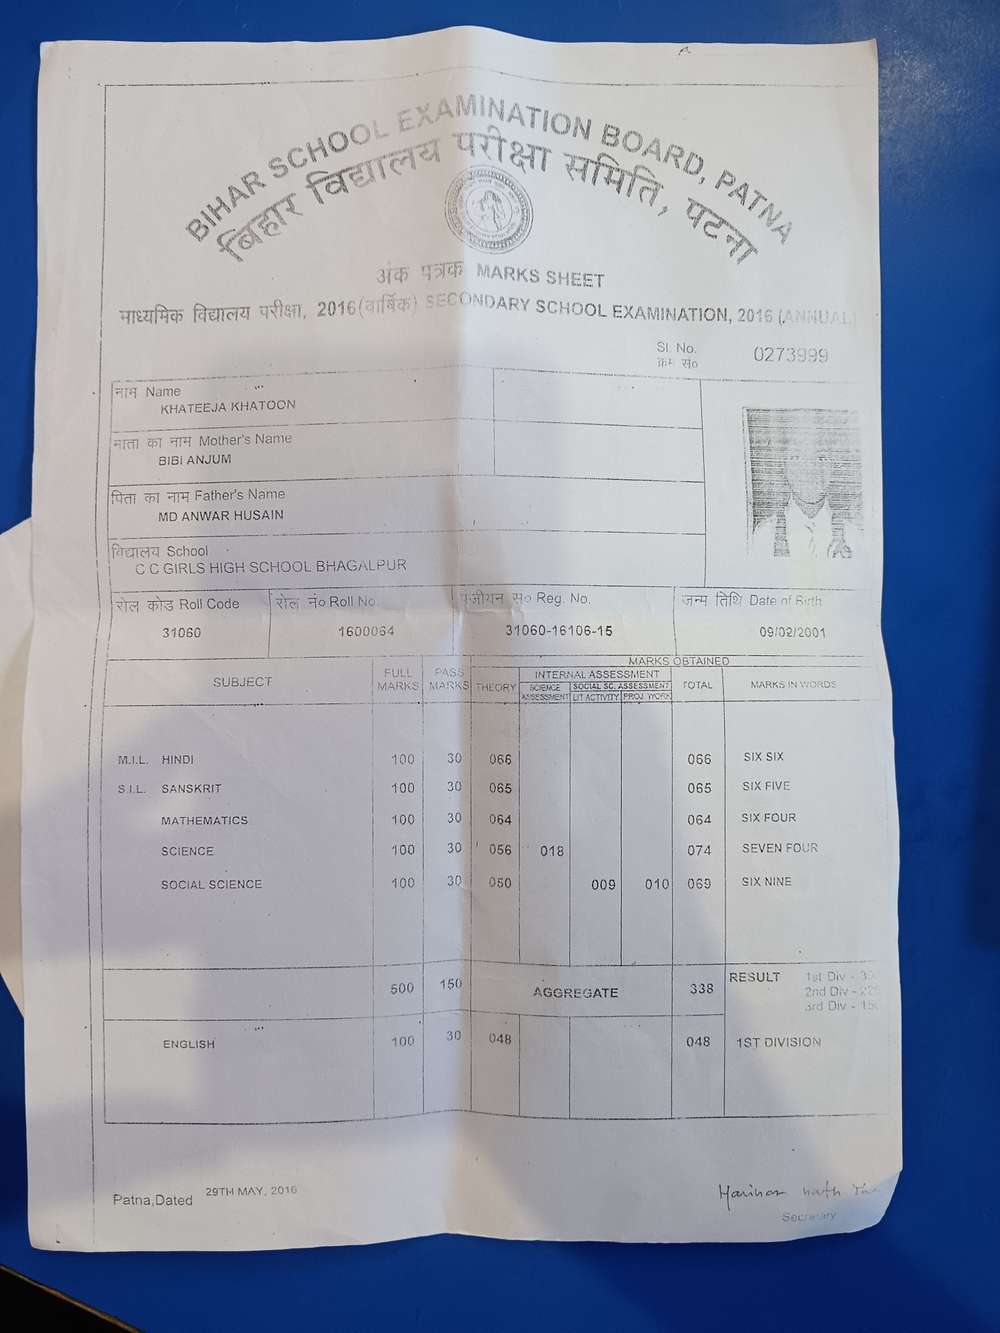 BIHAR SCHOOL EXAMINATION BOARD, PATNA
बिहार विद्यालय परीक्षा समिति, पटना
अंक पत्रक MARKS SHEET
माध्यमिक विद्यालय परीक्षा, 2016(वार्षिक) SECONDARY SCHOOL EXAMINATION, 2016 (ANNUAL)
Sl. No. 0273999
क्रम सं०
नाम Name
KHATEEJA KHATOON
माता का नाम Mother's Name
BIBI ANJUM
पिता का नाम Father's Name
MD ANWAR HUSAIN
विद्यालय School
C C GIRLS HIGH SCHOOL BHAGALPUR
रोल कोड Roll Code रोल नं० Roll No. पंजीयन सं० Reg. No. जन्म तिथि Date of Birth
31060 1600064 31060-16106-15 09/02/2001
SUBJECT FULL MARKS PASS MARKS MARKS OBTAINED
THEORY INTERNAL ASSESSMENT TOTAL MARKS IN WORDS
SCIENCE ASSESSMENT SOCIAL SC. ASSESSMENT
LIT ACTIVITY PROJ. WORK
M.I.L. HINDI 100 30 066 066 SIX SIX
S.I.L. SANSKRIT 100 30 065 065 SIX FIVE
MATHEMATICS 100 30 064 064 SIX FOUR
SCIENCE 100 30 056 018 074 SEVEN FOUR
SOCIAL SCIENCE 100 30 050 009 010 069 SIX NINE
500 150 AGGREGATE 338 RESULT 1st Div -
2nd Div -
3rd Div -
ENGLISH 100 30 048 048 1ST DIVISION
Patna,Dated 29TH MAY, 2016
Harihar nath
Secretary